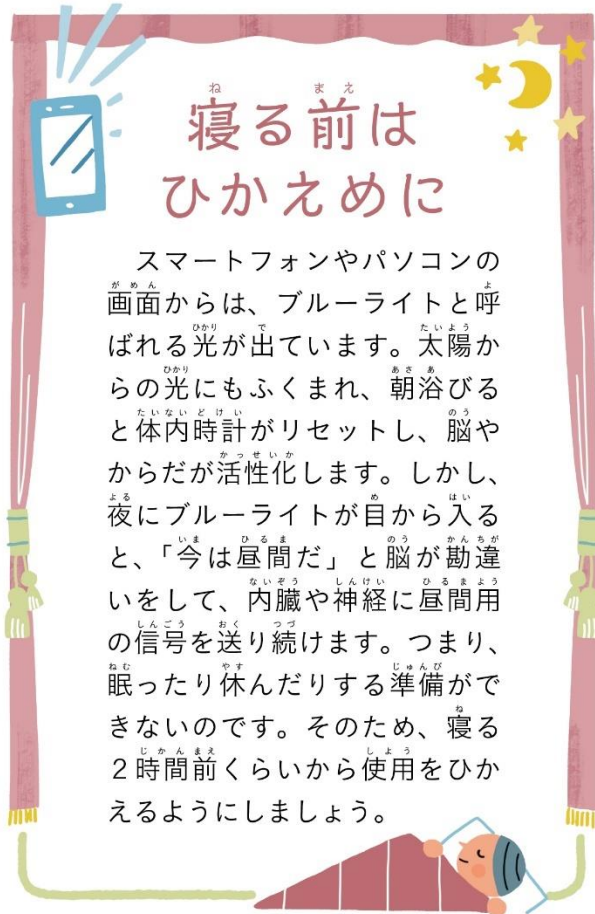 寝る前は
ひかえめに
スマートフォンやパソコンの
画面からは、ブルーライトと呼
ばれる光が出ています。太陽か
らの光にもふくまれ、朝浴びる
と体内時計がリセットし、脳や
からだが活性化します。しかし、
夜にブルーライトが目から入る
と、「今は昼間だ」と脳が勘違
いをして、内臓や神経に昼間用
の信号を送り続けます。つまり、
眠ったり休んだりする準備がで
きないのです。そのため、寝る
２時間前くらいから使用をひか
えるようにしましょう。